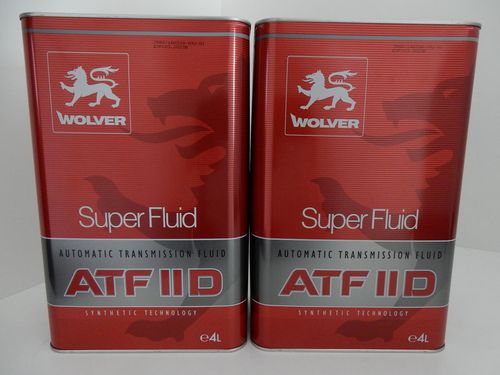 WOLVER
Super Fluid
AUTOMATIC TRANSMISSION FLUID
ATF IID
SYNTHETIC TECHNOLOGY
e4L
WOLVER
Super Fluid
AUTOMATIC TRANSMISSION FLUID
ATF IID
SYNTHETIC TECHNOLOGY
e4L